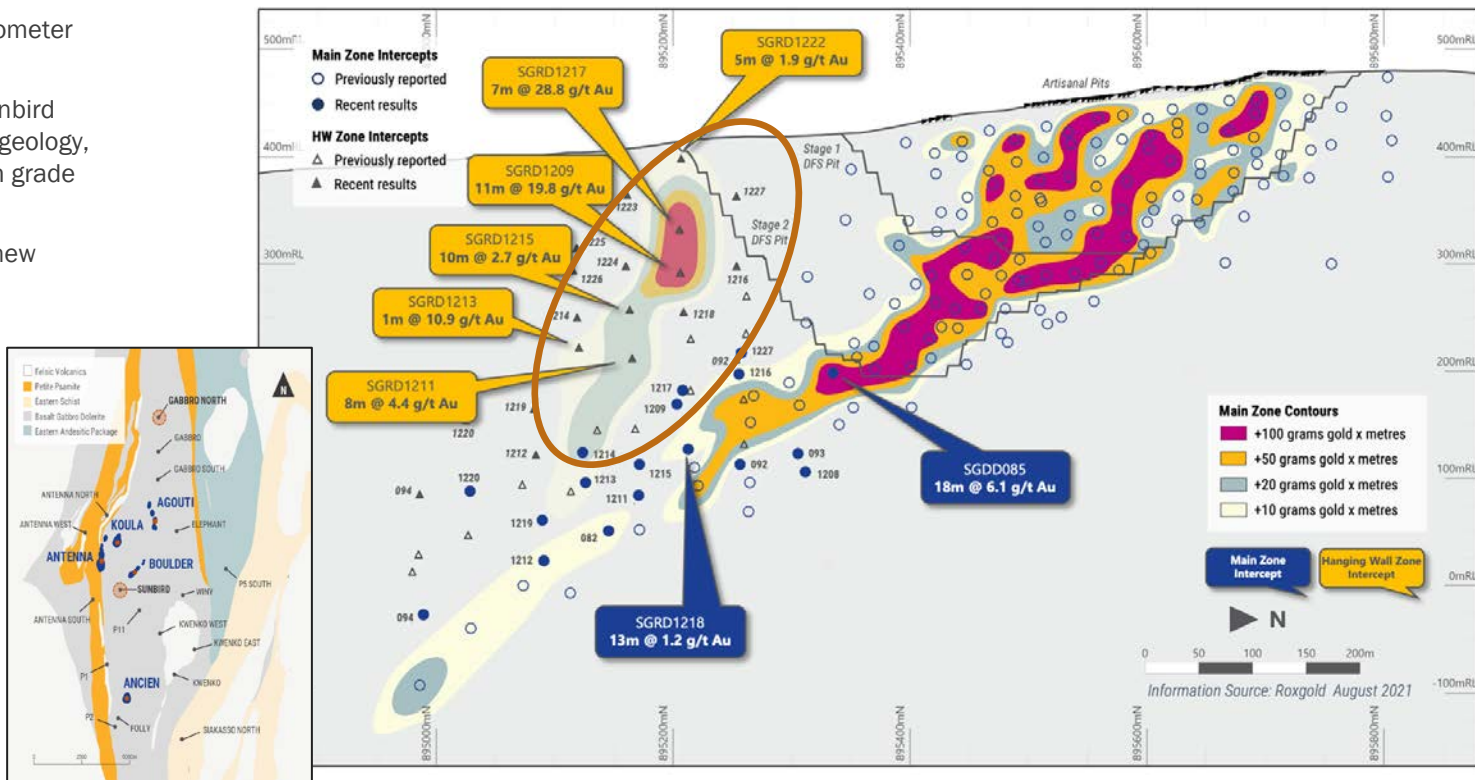 ometer
nbird
geology,
n grade
new
500mRL
500mRL
400mRL
400mRL
300mRL
300mRL
200mRL
100mRL
0mRL
-100mRL
895200mN
895400mN
895600mN
895800mN
Main Zone Intercepts
Previously reported
Recent results
HW Zone Intercepts
Previously reported
Recent results
SGRD1222
5m @ 1.9 g/t Au
SGRD1217
7m @ 28.8 g/t Au
SGRD1209
11m @ 19.8 g/t Au
SGRD1215
10m @ 2.7 g/t Au
SGRD1213
1m @ 10.9 g/t Au
SGRD1211
8m @ 4.4 g/t Au
Artisanal Pits
Stage 1
DFS Pit
Stage 2
DFS Pit
1223
1227
1224
1226
1216
1218
092
1227
1216
1217
1209
1219
1220
1212
1214
1215
1213
1211
094
1220
1219
082
1212
094
092
093
1208
SGDD085
18m @ 6.1 g/t Au
SGRD1218
13m @ 1.2 g/t Au
Main Zone Contours
+100 grams gold x metres
+50 grams gold x metres
+20 grams gold x metres
+10 grams gold x metres
Main Zone
Intercept
Hanging Wall Zone
Intercept
N
0 50 100 150 200m
Information Source: Roxgold August 2021
895000mN
895200mN
895400mN
895600mN
895800mN
Felsic Volcanics
Eastern Schist
Basalt Gabbro Dolerite
Eastern Andesitic Package
N
GABBRO NORTH
GABBRO
GABBRO SOUTH
ANTENNA NORTH
AGOUTI
ANTENNA WEST
KOULA
ELEPHANT
ANTENNA
BOULDER
P5 SOUTH
SUNBIRD
WINY
ANTENNA SOUTH
P11
KWENKO WEST
KWENKO EAST
P1
KWENKO
ANCIEN
P2
FOLLY
SIAKASSO NORTH